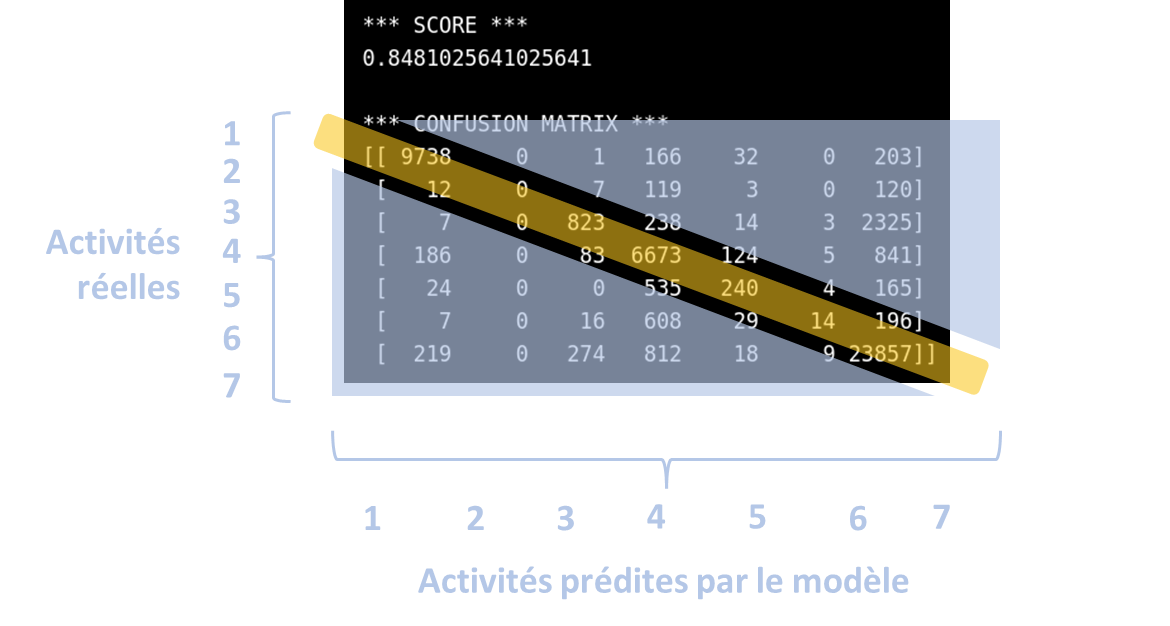 *** SCORE ***
0.8481025641025641
*** CONFUSION MATRIX ***
1
[[ 9738 0 1 166 32 0 203]
2
[ 12 0 7 119 3 0 120]
3
[ 7 0 823 238 14 3 2325]
Activités réelles
4
[ 186 0 83 6673 124 5 841]
5
[ 24 0 0 535 240 4 165]
6
[ 7 0 16 608 29 14 196]
7
[ 219 0 274 812 18 9 23857]]
1 2 3 4 5 6 7
Activités prédites par le modèle